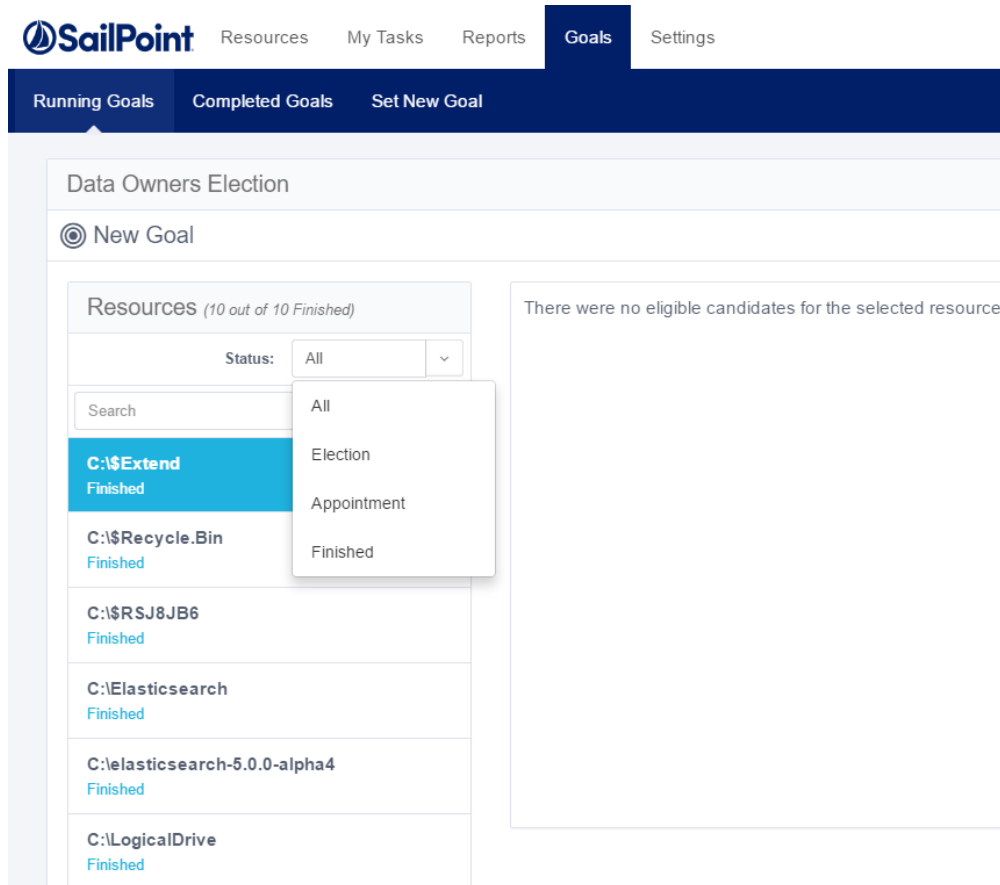 SailPoint Resources My Tasks Reports Goals Settings
Running Goals Completed Goals Set New Goal
Data Owners Election
New Goal
Resources (10 out of 10 Finished)
Status: All
Search
All
Election
Appointment
Finished
C:\$Extend
Finished
C:\$Recycle.Bin
Finished
C:\$RSJ8JB6
Finished
C:\Elasticsearch
Finished
C:\elasticsearch-5.0.0-alpha4
Finished
C:\LogicalDrive
Finished
There were no eligible candidates for the selected resource